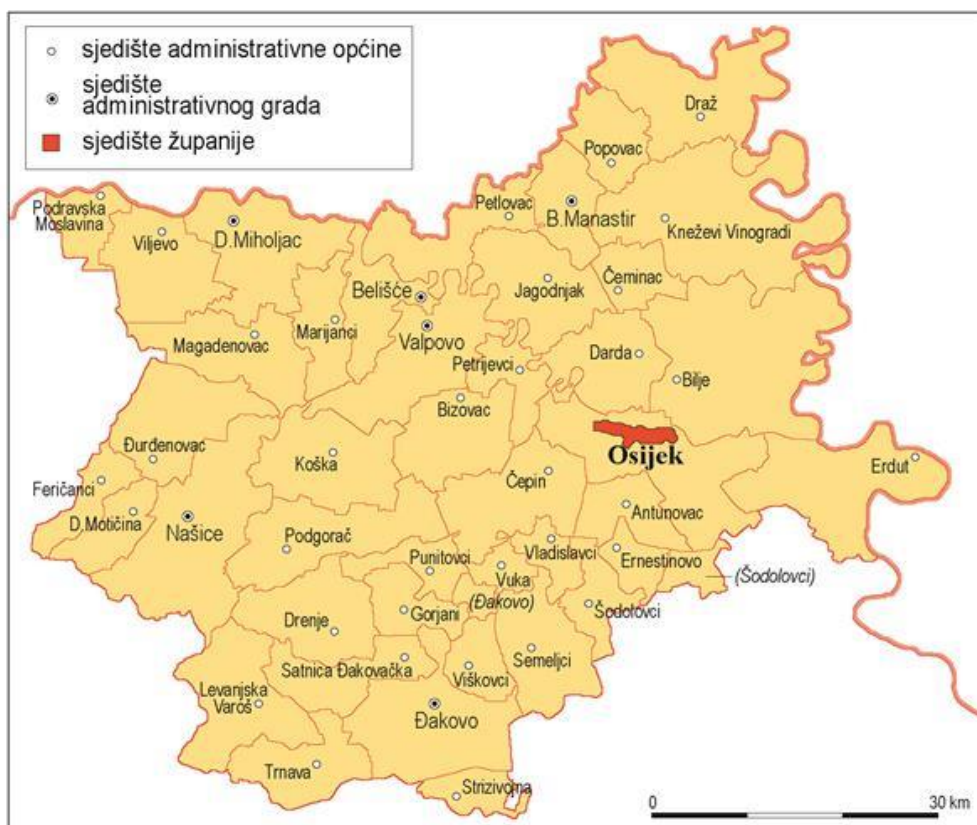 sjedište administrativne općine
sjedište
administrativnog grada
sjedište županije
Draž
Popovac
Podravska
Moslavina
Viljevo
D.Miholjac
Petlovac
B.Manastir
Kneževi Vinogradi
Belišće
Jagodnjak
Čeminac
Magadenovac
Marijanci
Valpovo
Petrijevci
Darda
Bilje
Bizovac
Đurđenovac
Koška
Osijek
Erdut
Feričanci
Čepin
D.Motičina
Našice
Podgorač
Antunovac
Punitovci
Vladislavci
Vuka
Ernestinovo
(Šodolovci)
(Đakovo)
Drenje
Gorjani
Šodolovci
Satnica Đakovačka
Semeljci
Viškovci
Levanjska
Varoš
Đakovo
Trnava
Strizivojna
0 30 km